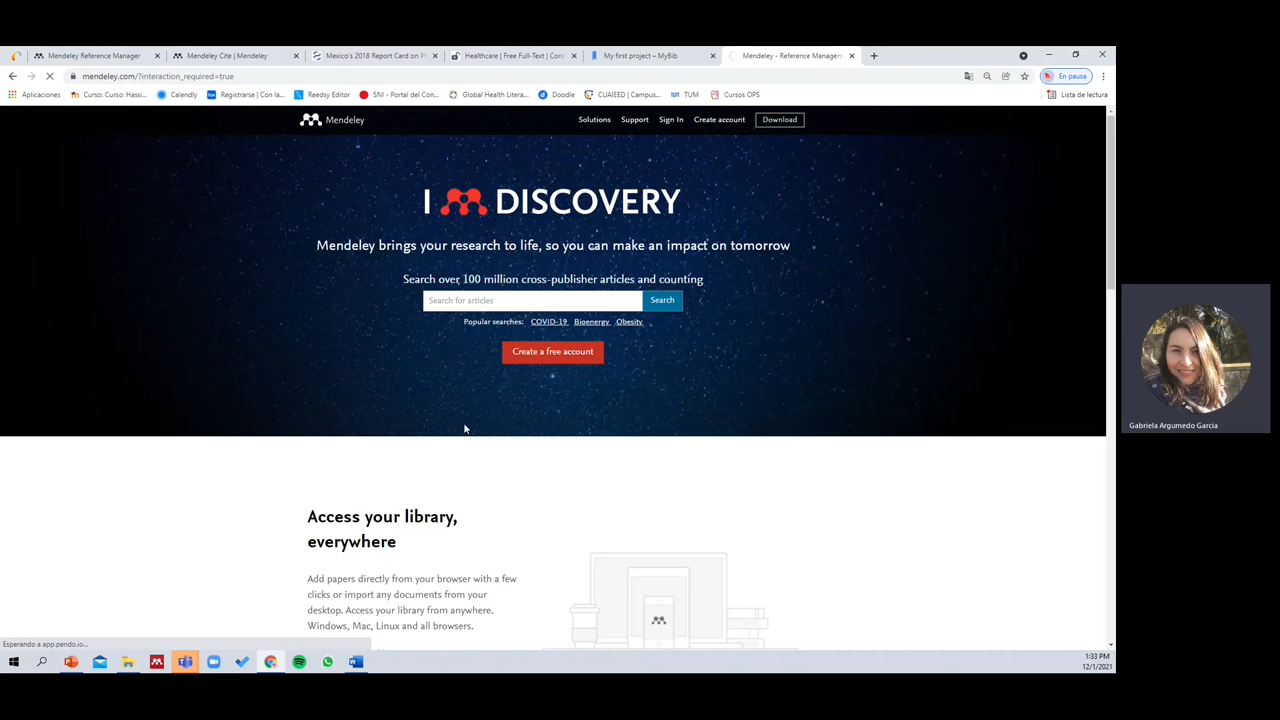 Mendeley Reference Manager
Mendeley Cite | Mendeley
Mexico's 2018 Report Card on P
Healthcare | Free Full-Text | Con
My first project – MyBib
Mendeley - Reference Managem
mendeley.com/?interaction_required=true
En pausa
Aplicaciones
Curso: Curso: Hassi...
Calendly
Registrarse | Con la...
Reedsy Editor
SNI - Portal del Con...
Global Health Litera...
Doodle
CUAIEED | Campus...
TUM
Cursos OPS
Lista de lectura
Mendeley
Solutions
Support
Sign In
Create account
Download
I DISCOVERY
Mendeley brings your research to life, so you can make an impact on tomorrow
Search over 100 million cross-publisher articles and counting
Search for articles
Search
Popular searches: COVID-19 Bioenergy Obesity
Create a free account
Access your library,
everywhere
Add papers directly from your browser with a few
clicks or import any documents from your
desktop. Access your library from anywhere.
Windows, Mac, Linux and all browsers.
Gabriela Argumedo Garcia
Esperando a app.pendo.io...
1:33 PM
12/1/2021